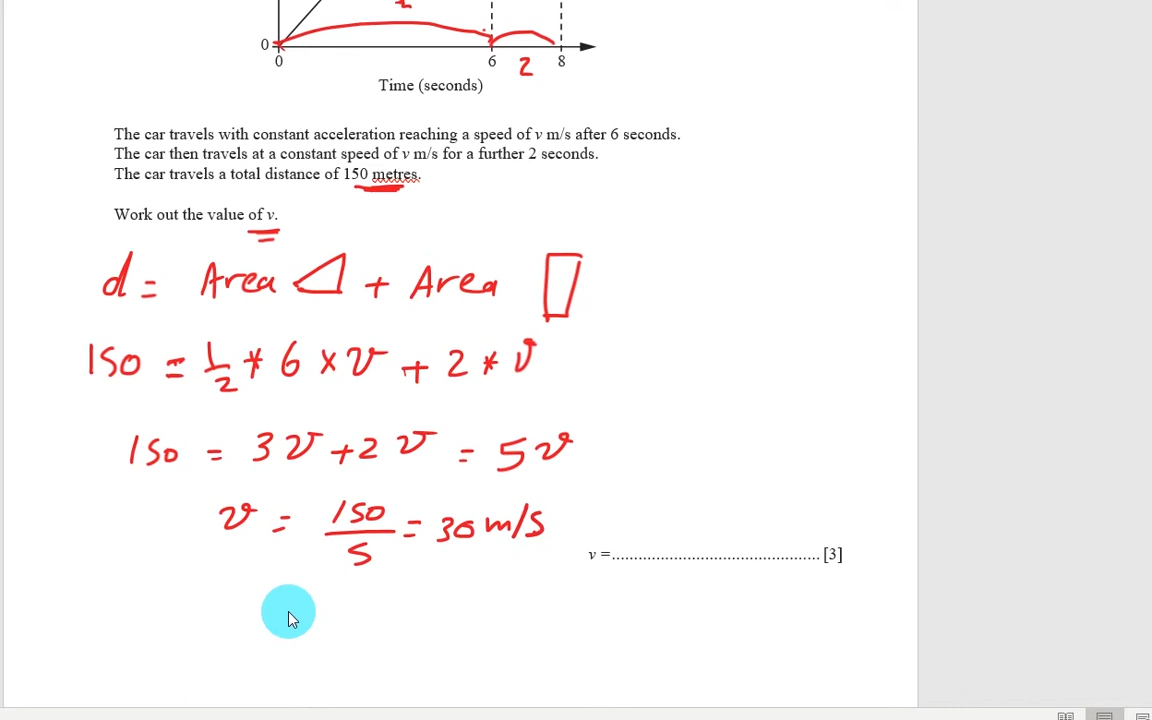 0
0 6 8
2
Time (seconds)
The car travels with constant acceleration reaching a speed of v m/s after 6 seconds.
The car then travels at a constant speed of v m/s for a further 2 seconds.
The car travels a total distance of 150 metres.
Work out the value of v.
d = Area + Area
150 = 1/2 * 6 × v + 2 * v
150 = 3v + 2v = 5v
v = 150/5 = 30 m/s
v =............................................... [3]